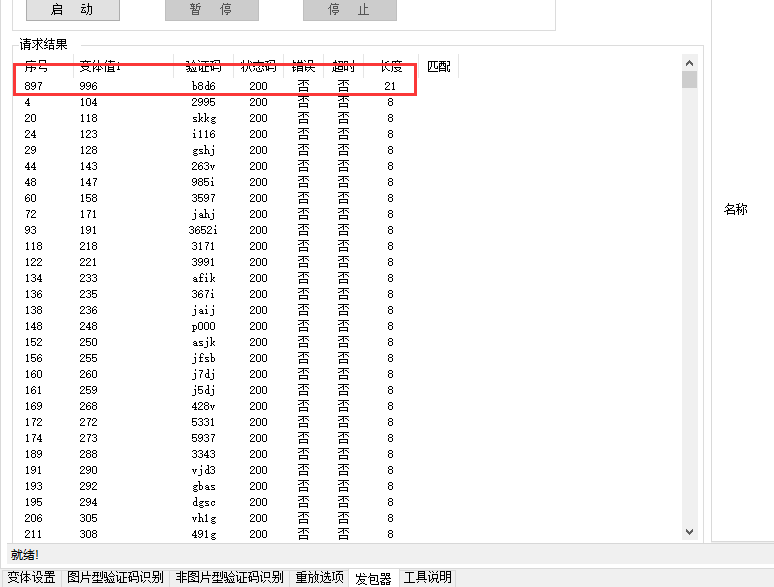 启 动 暂 停 停 止
请求结果
序号 变体值1 验证码 状态码 错误 超时 长度 匹配
897 996 b8d6 200 否 否 21
4 104 2995 200 否 否 8
20 118 skkg 200 否 否 8
24 123 i116 200 否 否 8
29 128 gshj 200 否 否 8
44 143 263v 200 否 否 8
48 147 985i 200 否 否 8
60 158 3597 200 否 否 8
72 171 jahj 200 否 否 8
93 191 3652i 200 否 否 8
名称
118 218 3171 200 否 否 8
122 221 3991 200 否 否 8
134 233 afik 200 否 否 8
136 235 367i 200 否 否 8
138 236 jaij 200 否 否 8
148 248 p000 200 否 否 8
152 250 asjk 200 否 否 8
156 255 jfsb 200 否 否 8
160 260 j7dj 200 否 否 8
161 259 j5dj 200 否 否 8
169 268 428v 200 否 否 8
172 272 5331 200 否 否 8
174 273 5937 200 否 否 8
189 288 3343 200 否 否 8
191 290 vjd3 200 否 否 8
193 292 gbas 200 否 否 8
195 294 dgsc 200 否 否 8
206 305 vh1g 200 否 否 8
211 308 491g 200 否 否 8
就绪!
变体设置 图片型验证码识别 非图片型验证码识别 重放选项 发包器 工具说明